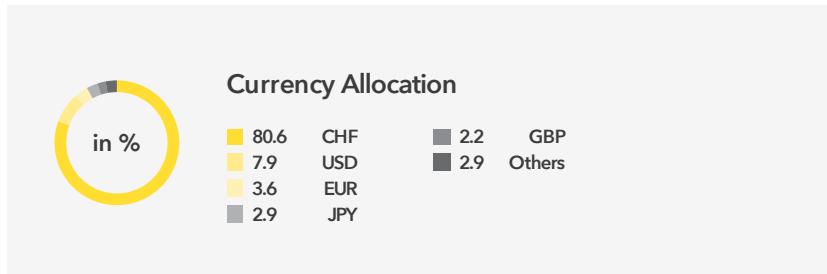 Currency Allocation
in %
80.6 CHF
7.9 USD
3.6 EUR
2.9 JPY
2.2 GBP
2.9 Others